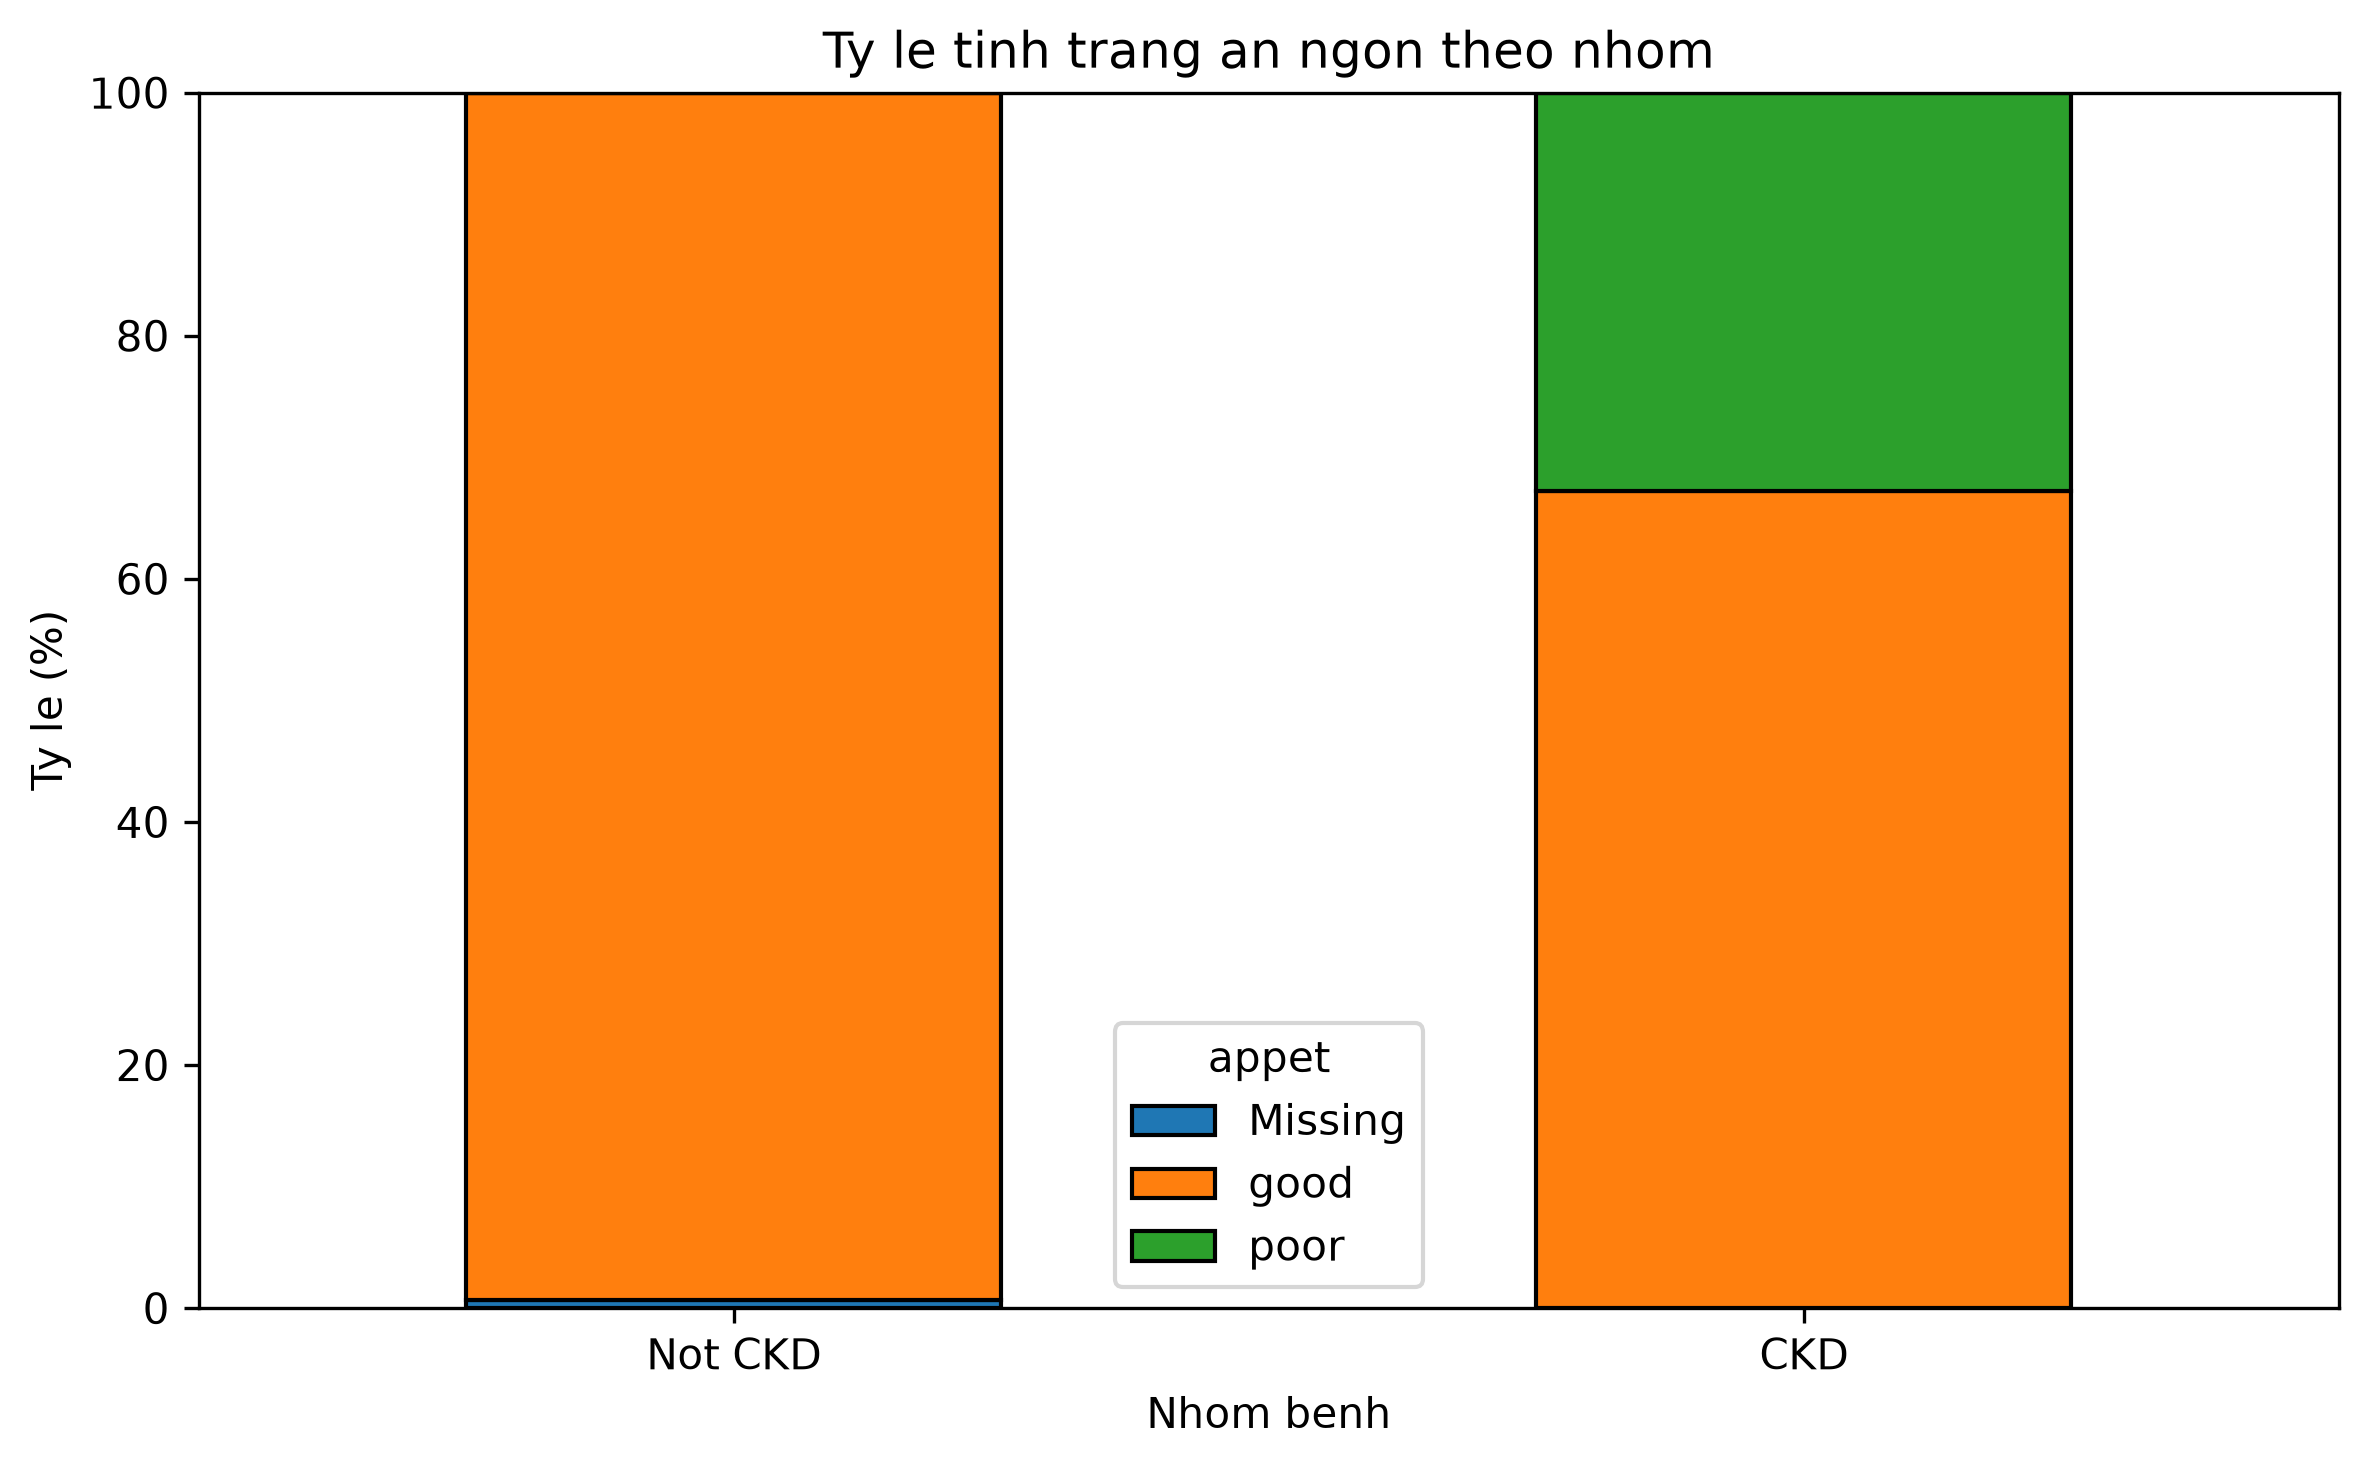 Ty le tinh trang an ngon theo nhom
Ty le (%)
100
80
60
40
20
0
appet
Missing
good
poor
Not CKD
CKD
Nhom benh